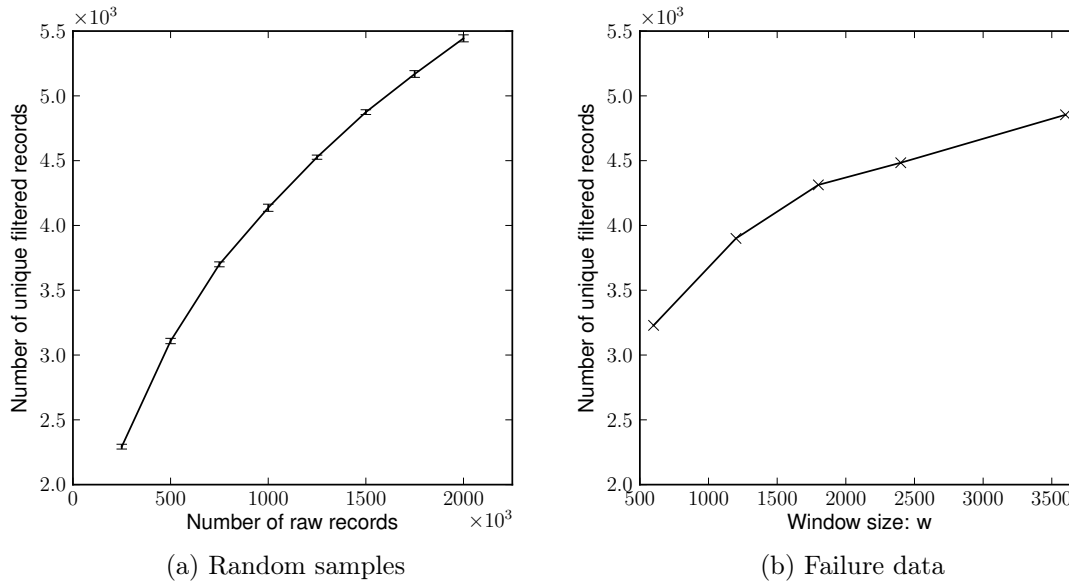 ×10³
5.5
5.0
4.5
4.0
3.5
3.0
2.5
2.0
Number of unique filtered records
0 500 1000 1500 2000
×10³
Number of raw records
(a) Random samples
×10³
5.5
5.0
4.5
4.0
3.5
3.0
2.5
2.0
Number of unique filtered records
500 1000 1500 2000 2500 3000 3500
Window size: w
(b) Failure data